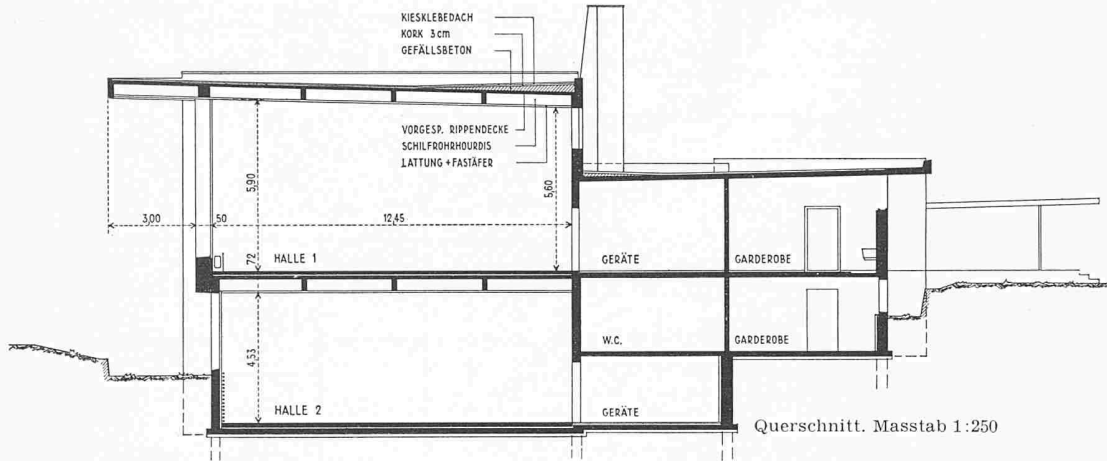 KIESKLEBEDACH
KORK 3cm
GEFÄLLSBETON
VORGESP. RIPPENDECKE
SCHILFROHRHOURDIS
LATTUNG + FASTÄFER
5,90
5,60
3,00
50
12,45
72
HALLE 1
GERÄTE
GARDEROBE
4,53
W.C.
GARDEROBE
HALLE 2
GERÄTE
Querschnitt. Masstab 1:250